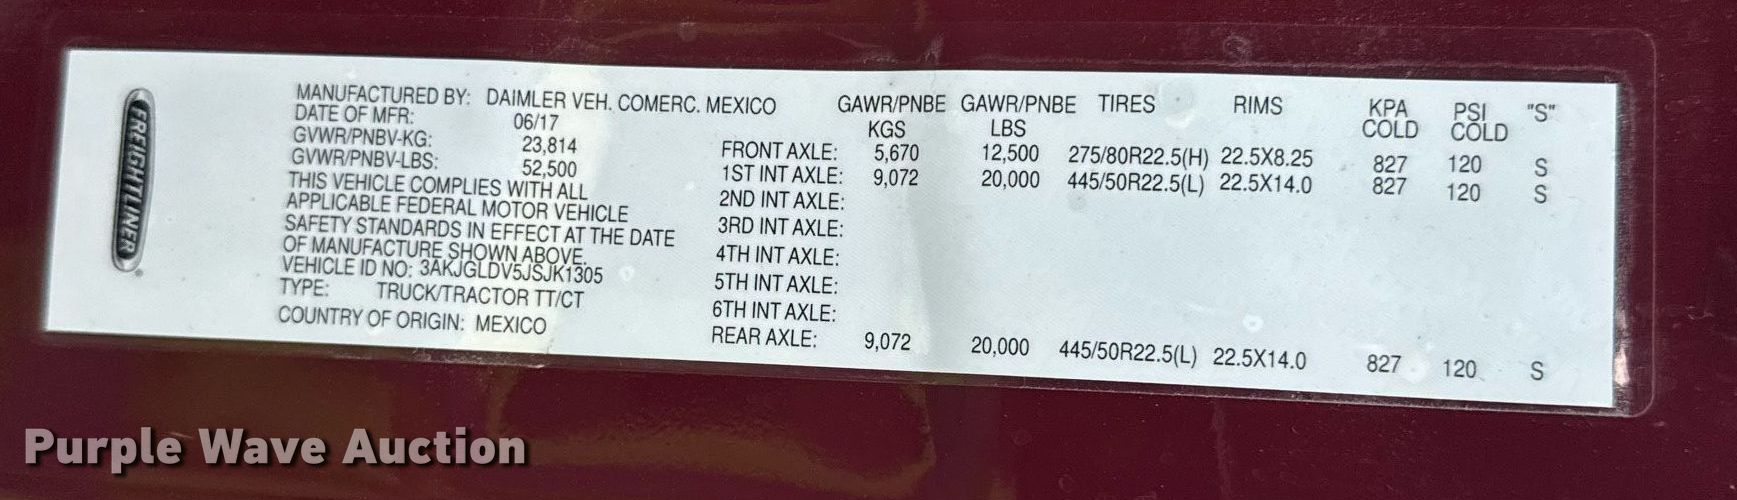 FREIGHTLINER
MANUFACTURED BY: DAIMLER VEH. COMERC. MEXICO
DATE OF MFR: 06/17
GVWR/PNBV-KG: 23,814
GVWR/PNBV-LBS: 52,500
THIS VEHICLE COMPLIES WITH ALL
APPLICABLE FEDERAL MOTOR VEHICLE
SAFETY STANDARDS IN EFFECT AT THE DATE
OF MANUFACTURE SHOWN ABOVE.
VEHICLE ID NO: 3AKJGLDV5JSJK1305
TYPE: TRUCK/TRACTOR TT/CT
COUNTRY OF ORIGIN: MEXICO
GAWR/PNBE GAWR/PNBE TIRES RIMS KPA PSI "S"
KGS LBS COLD COLD
FRONT AXLE: 5,670 12,500 275/80R22.5(H) 22.5X8.25 827 120 S
1ST INT AXLE: 9,072 20,000 445/50R22.5(L) 22.5X14.0 827 120 S
2ND INT AXLE:
3RD INT AXLE:
4TH INT AXLE:
5TH INT AXLE:
6TH INT AXLE:
REAR AXLE: 9,072 20,000 445/50R22.5(L) 22.5X14.0 827 120 S
Purple Wave Auction